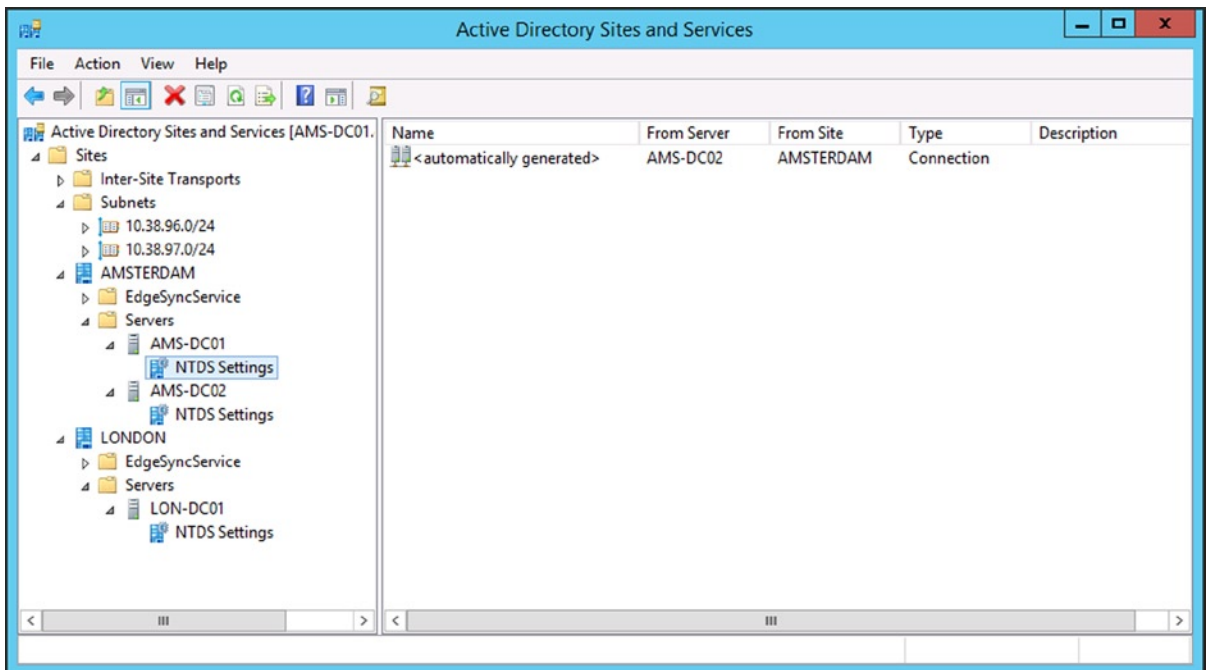 Active Directory Sites and Services
File Action View Help
Active Directory Sites and Services [AMS-DC01.
Sites
Inter-Site Transports
Subnets
10.38.96.0/24
10.38.97.0/24
AMSTERDAM
EdgeSyncService
Servers
AMS-DC01
NTDS Settings
AMS-DC02
NTDS Settings
LONDON
EdgeSyncService
Servers
LON-DC01
NTDS Settings
Name From Server From Site Type Description
<automatically generated> AMS-DC02 AMSTERDAM Connection